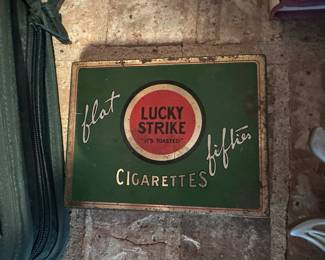 flat
LUCKY
STRIKE
"IT'S TOASTED"
fifties
CIGARETTES